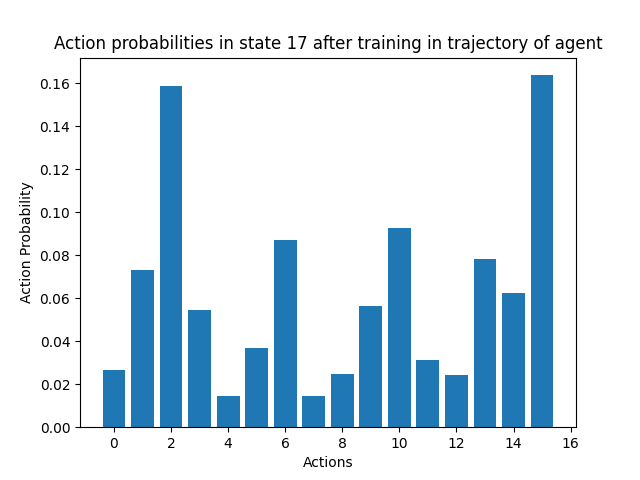 Action probabilities in state 17 after training in trajectory of agent
0.16
0.14
0.12
0.10
0.08
0.06
0.04
0.02
0.00
Action Probability
0 2 4 6 8 10 12 14 16
Actions